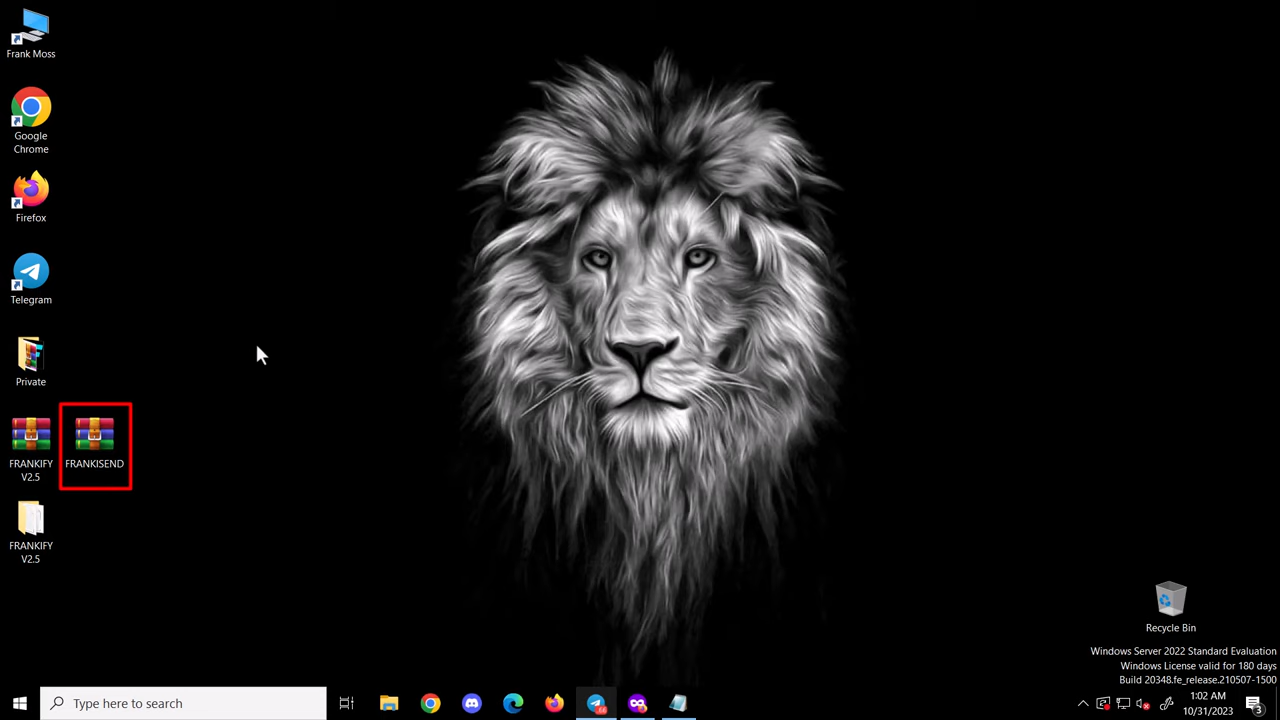 Frank Moss
Google
Chrome
Firefox
Telegram
Private
FRANKIFY
V2.5
FRANKISEND
FRANKIFY
V2.5
Recycle Bin
Windows Server 2022 Standard Evaluation
Windows License valid for 180 days
Build 20348.fe_release.210507-1500
Type here to search
1:02 AM
10/31/2023
3